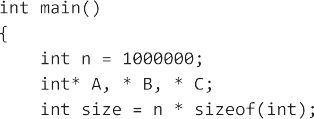 int main()
{
    int n = 1000000;
    int* A, * B, * C;
    int size = n * sizeof(int);